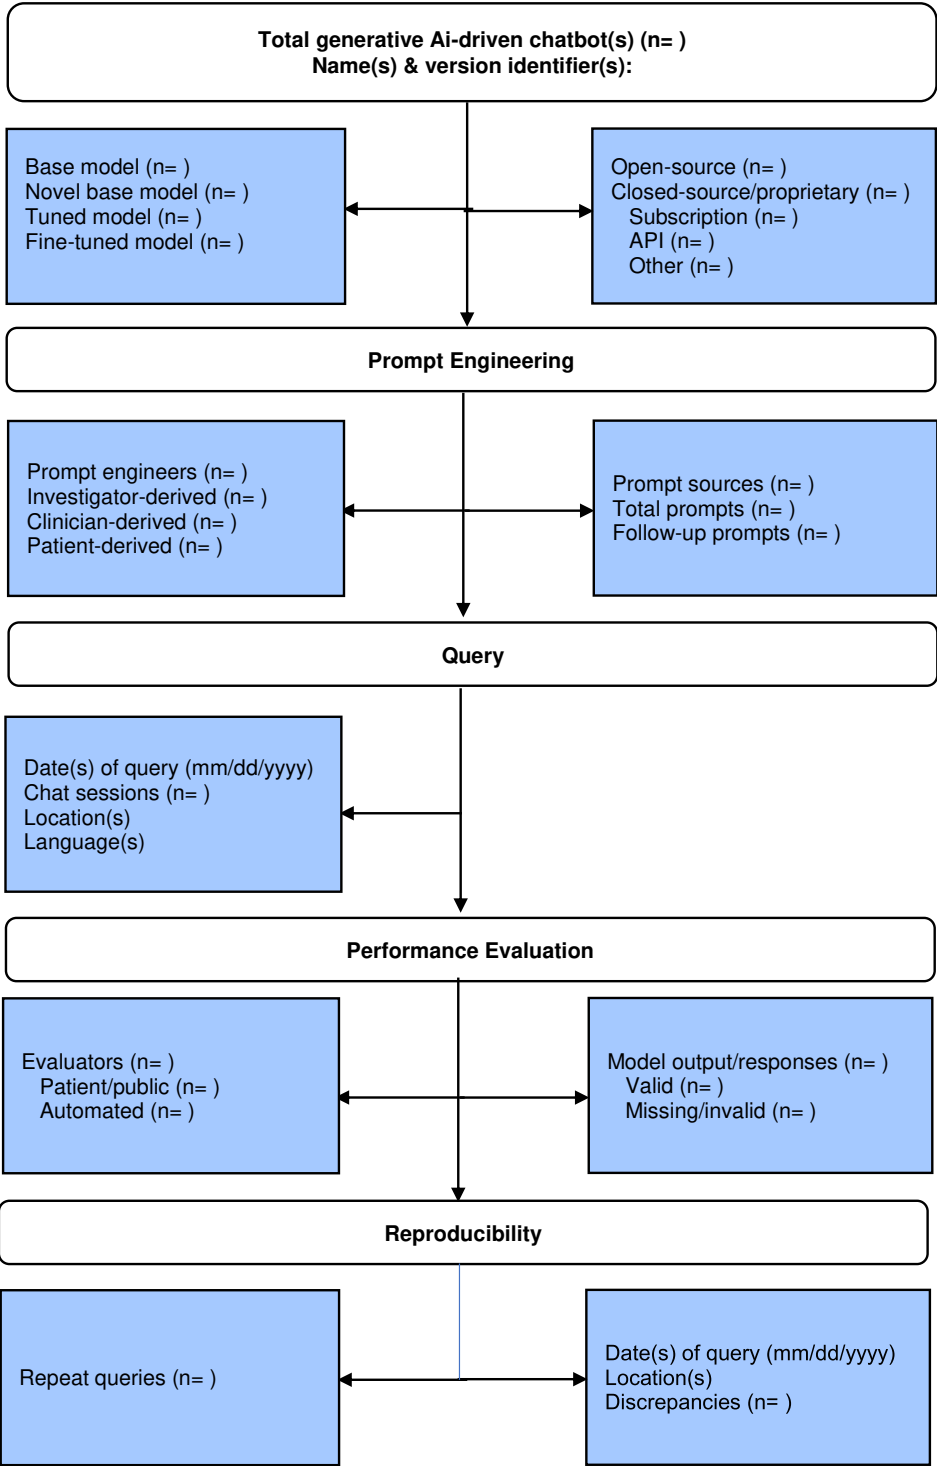 Total generative Ai-driven chatbot(s) (n= )
Name(s) & version identifier(s):
Base model (n= )
Novel base model (n= )
Tuned model (n= )
Fine-tuned model (n= )
Open-source (n= )
Closed-source/proprietary (n= )
Subscription (n= )
API (n= )
Other (n= )
Prompt Engineering
Prompt engineers (n= )
Investigator-derived (n= )
Clinician-derived (n= )
Patient-derived (n= )
Prompt sources (n= )
Total prompts (n= )
Follow-up prompts (n= )
Query
Date(s) of query (mm/dd/yyyy)
Chat sessions (n= )
Location(s)
Language(s)
Performance Evaluation
Evaluators (n= )
Patient/public (n= )
Automated (n= )
Model output/responses (n= )
Valid (n= )
Missing/invalid (n= )
Reproducibility
Repeat queries (n= )
Date(s) of query (mm/dd/yyyy)
Location(s)
Discrepancies (n= )